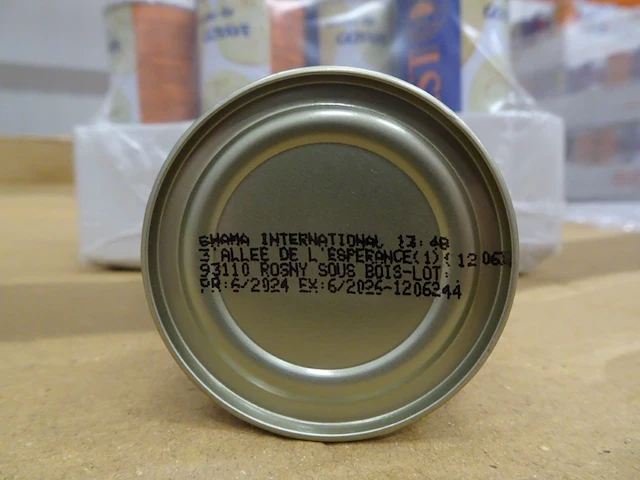 GHAMA INTERNATIONAL 17:48
3 ALLEE DE L'ESPERANCE(1)
93110 ROSNY SOUS BOIS-LOT:
PR:6/2024 EX:6/2026-1206244